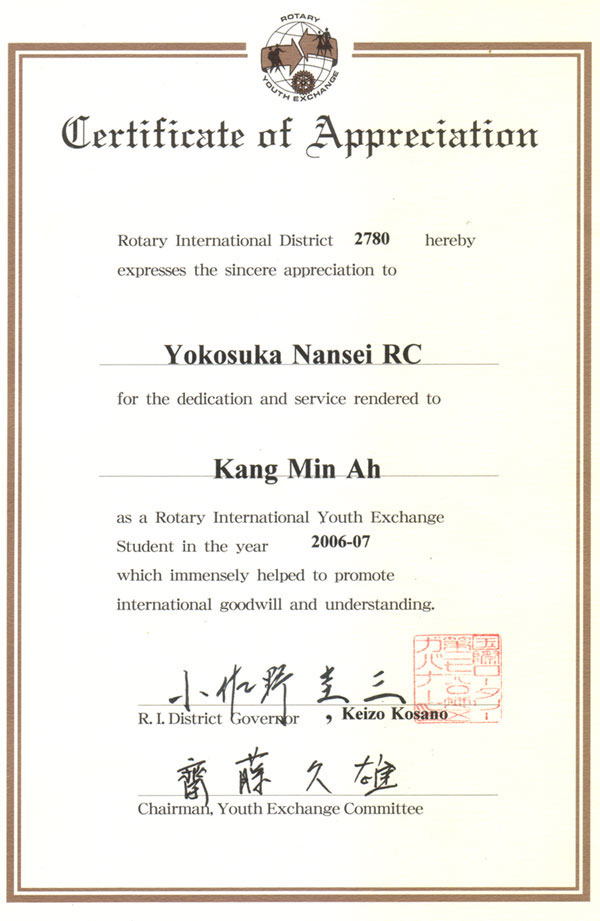 ROTARY
YOUTH EXCHANGE
Certificate of Appreciation
Rotary International District 2780 hereby
expresses the sincere appreciation to
Yokosuka Nansei RC
for the dedication and service rendered to
Kang Min Ah
as a Rotary International Youth Exchange
Student in the year 2006-07
which immensely helped to promote
international goodwill and understanding.
小佐野 圭三
R. I. District Governor , Keizo Kosano
齋藤久雄
Chairman, Youth Exchange Committee